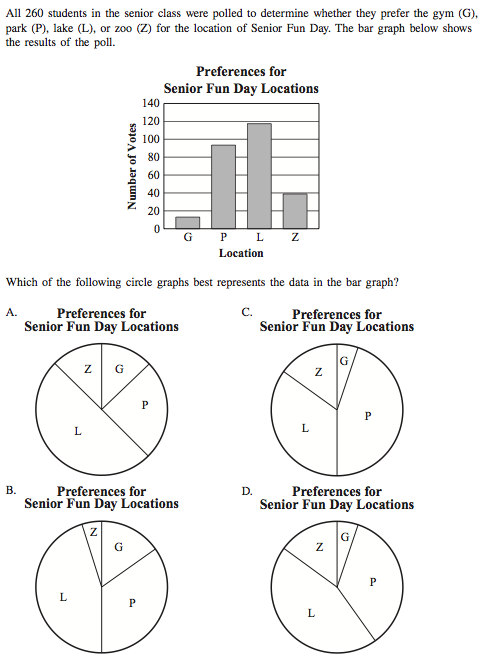 All 260 students in the senior class were polled to determine whether they prefer the gym (G),
park (P), lake (L), or zoo (Z) for the location of Senior Fun Day. The bar graph below shows
the results of the poll.
Preferences for
Senior Fun Day Locations
Number of Votes
140
120
100
80
60
40
20
0
G P L Z
Location
Which of the following circle graphs best represents the data in the bar graph?
A.
Preferences for
Senior Fun Day Locations
Z G
P
L
C.
Preferences for
Senior Fun Day Locations
G
Z
P
L
B.
Preferences for
Senior Fun Day Locations
Z
G
L
P
D.
Preferences for
Senior Fun Day Locations
G
Z
P
L